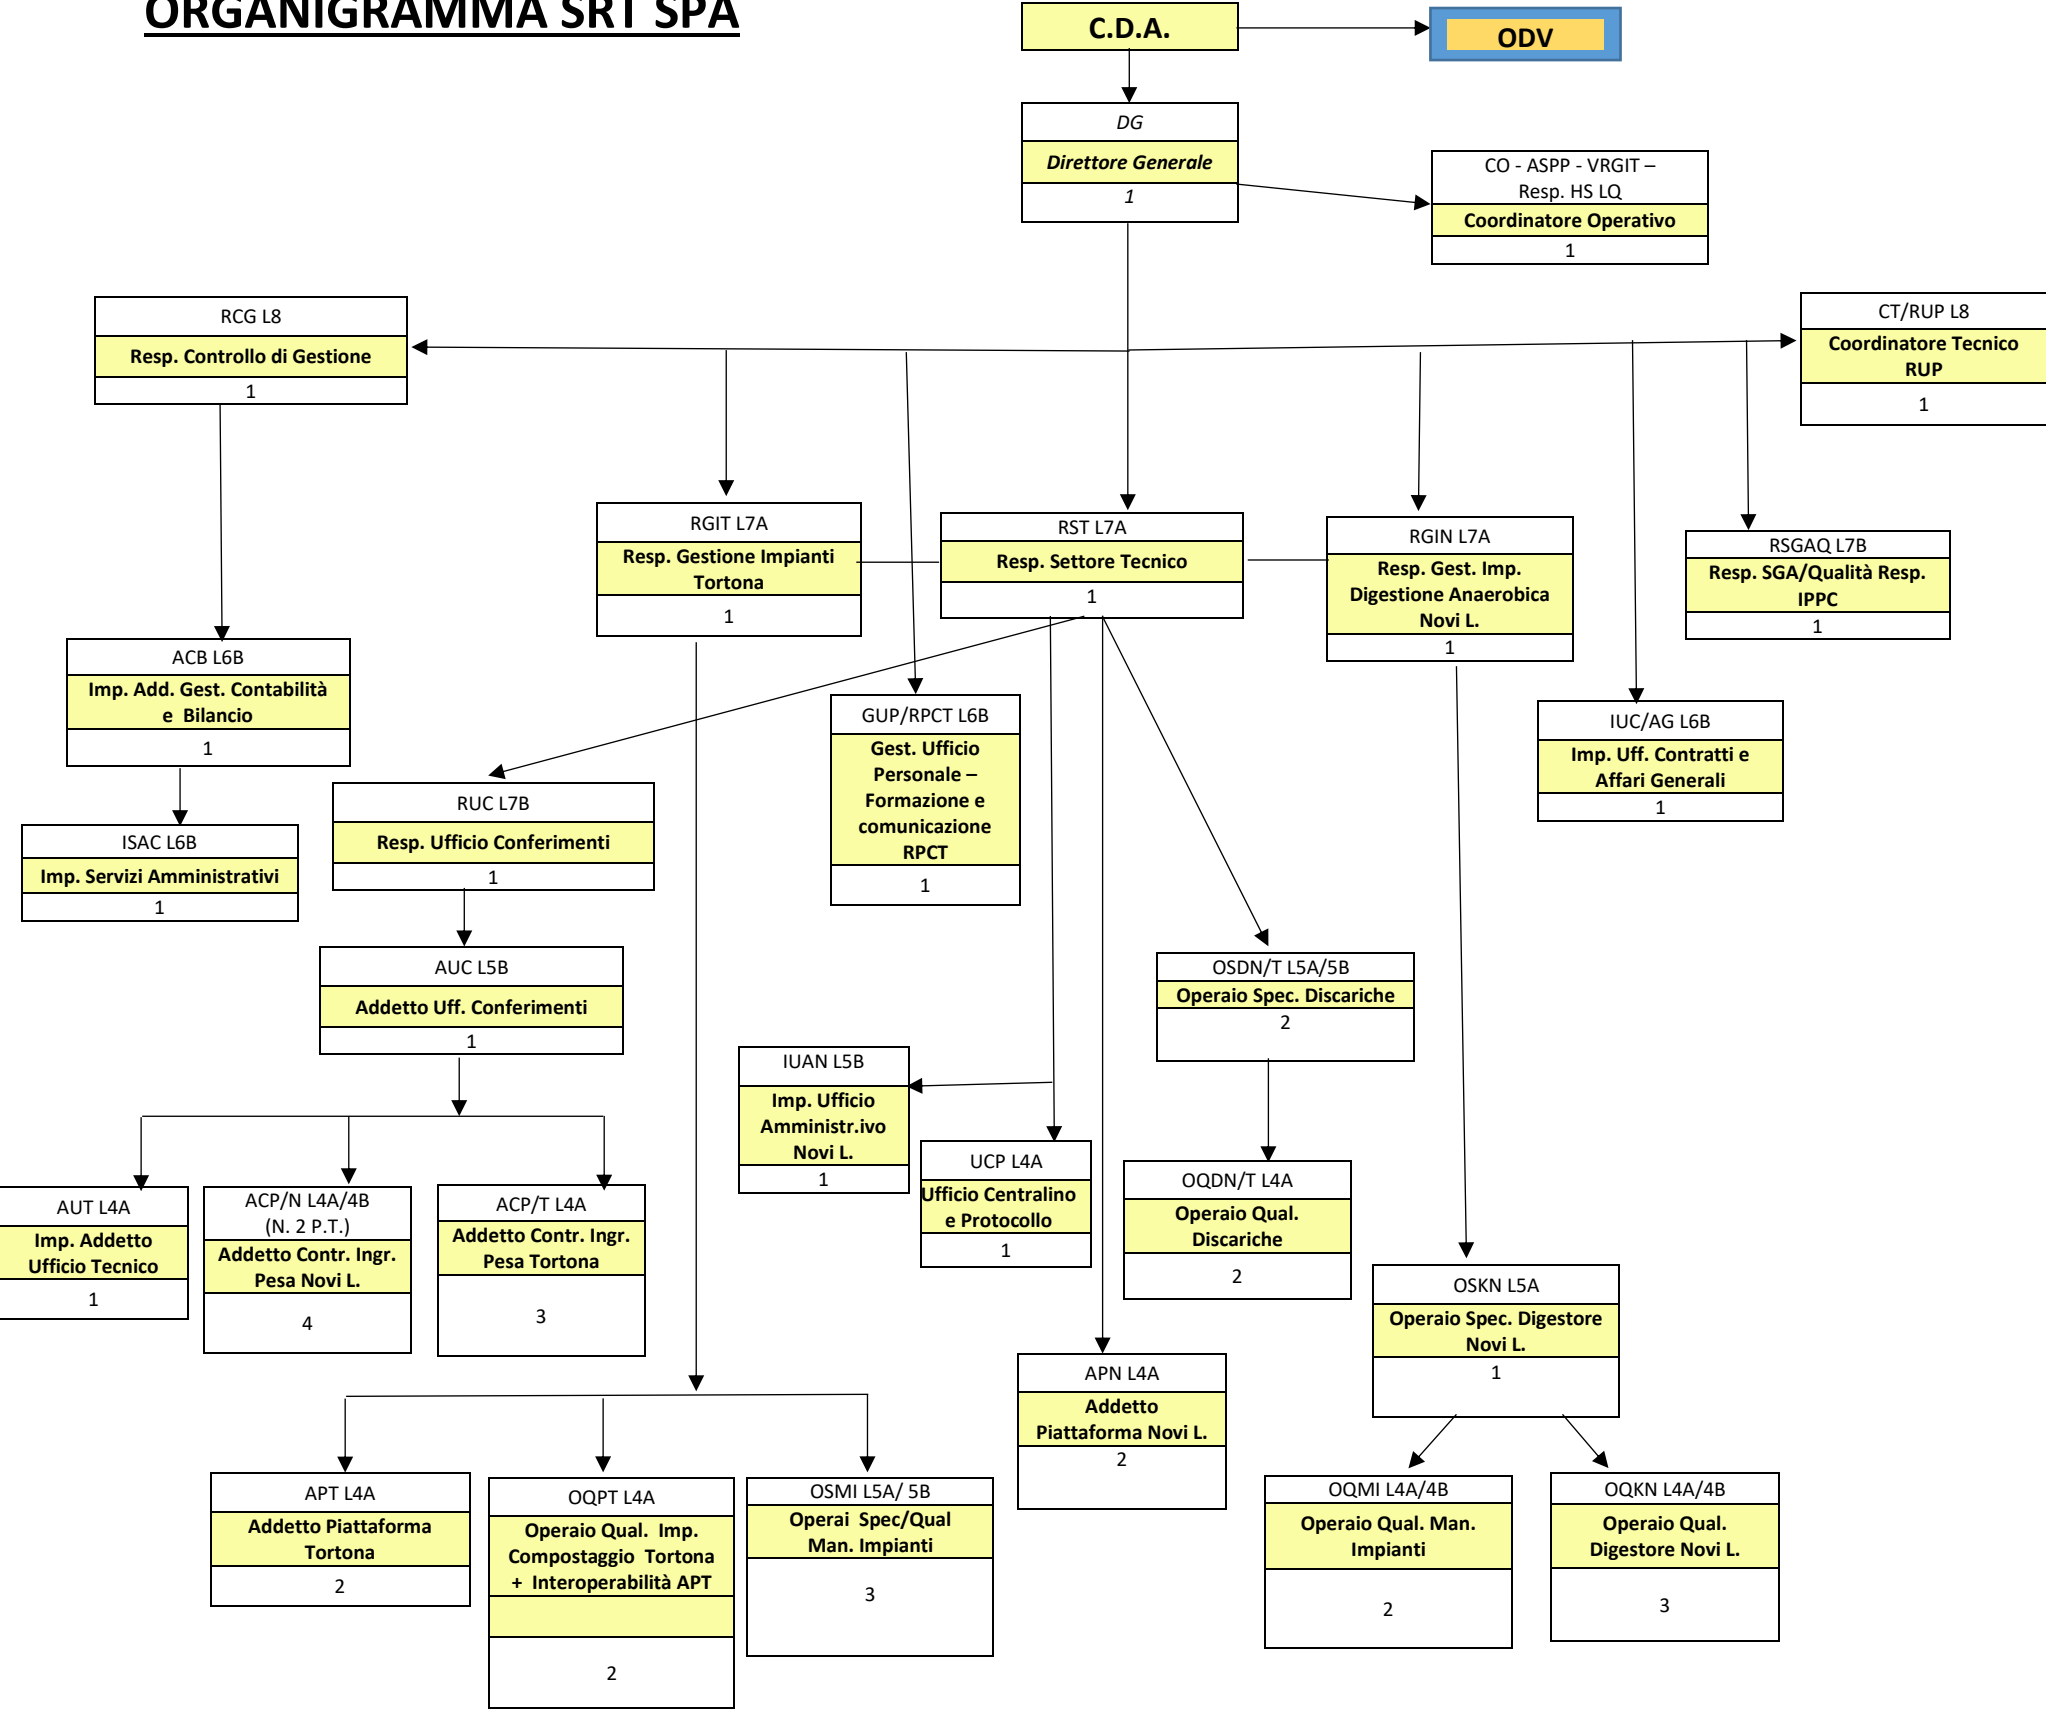 ORGANIGRAMMA SRT SPA
C.D.A.
ODV
DG
Direttore Generale
1
CO - ASPP - VRGIT –
Resp. HS LQ
Coordinatore Operativo
1
RCG L8
Resp. Controllo di Gestione
1
CT/RUP L8
Coordinatore Tecnico
RUP
1
RGIT L7A
Resp. Gestione Impianti
Tortona
1
RST L7A
Resp. Settore Tecnico
1
RGIN L7A
Resp. Gest. Imp.
Digestione Anaerobica
Novi L.
1
RSGAQ L7B
Resp. SGA/Qualità Resp.
IPPC
1
ACB L6B
Imp. Add. Gest. Contabilità
e Bilancio
1
GUP/RPCT L6B
Gest. Ufficio
Personale –
Formazione e
comunicazione
RPCT
1
IUC/AG L6B
Imp. Uff. Contratti e
Affari Generali
1
ISAC L6B
Imp. Servizi Amministrativi
1
RUC L7B
Resp. Ufficio Conferimenti
1
AUC L5B
Addetto Uff. Conferimenti
1
OSDN/T L5A/5B
Operaio Spec. Discariche
2
IUAN L5B
Imp. Ufficio
Amministr.ivo
Novi L.
1
UCP L4A
Ufficio Centralino
e Protocollo
1
OQDN/T L4A
Operaio Qual.
Discariche
2
AUT L4A
Imp. Addetto
Ufficio Tecnico
1
ACP/N L4A/4B
(N. 2 P.T.)
Addetto Contr. Ingr.
Pesa Novi L.
4
ACP/T L4A
Addetto Contr. Ingr.
Pesa Tortona
3
OSKN L5A
Operaio Spec. Digestore
Novi L.
1
APN L4A
Addetto
Piattaforma Novi L.
2
APT L4A
Addetto Piattaforma
Tortona
2
OQPT L4A
Operaio Qual. Imp.
Compostaggio Tortona
+ Interoperabilità APT
2
OSMI L5A/ 5B
Operai Spec/Qual
Man. Impianti
3
OQMI L4A/4B
Operaio Qual. Man.
Impianti
2
OQKN L4A/4B
Operaio Qual.
Digestore Novi L.
3